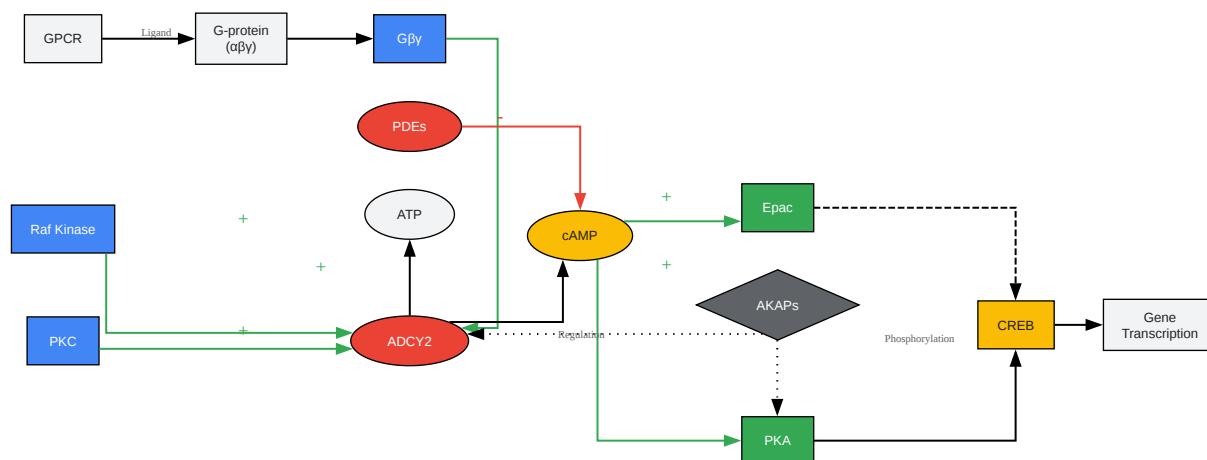 GPCR
Ligand
G-protein
(αβγ)
Gβγ
PDEs
-
ATP
Raf Kinase
+
+
+
PKC
ADCY2
cAMP
+
+
Epac
AKAPs
Regulation
Phosphorylation
PKA
CREB
Gene
Transcription